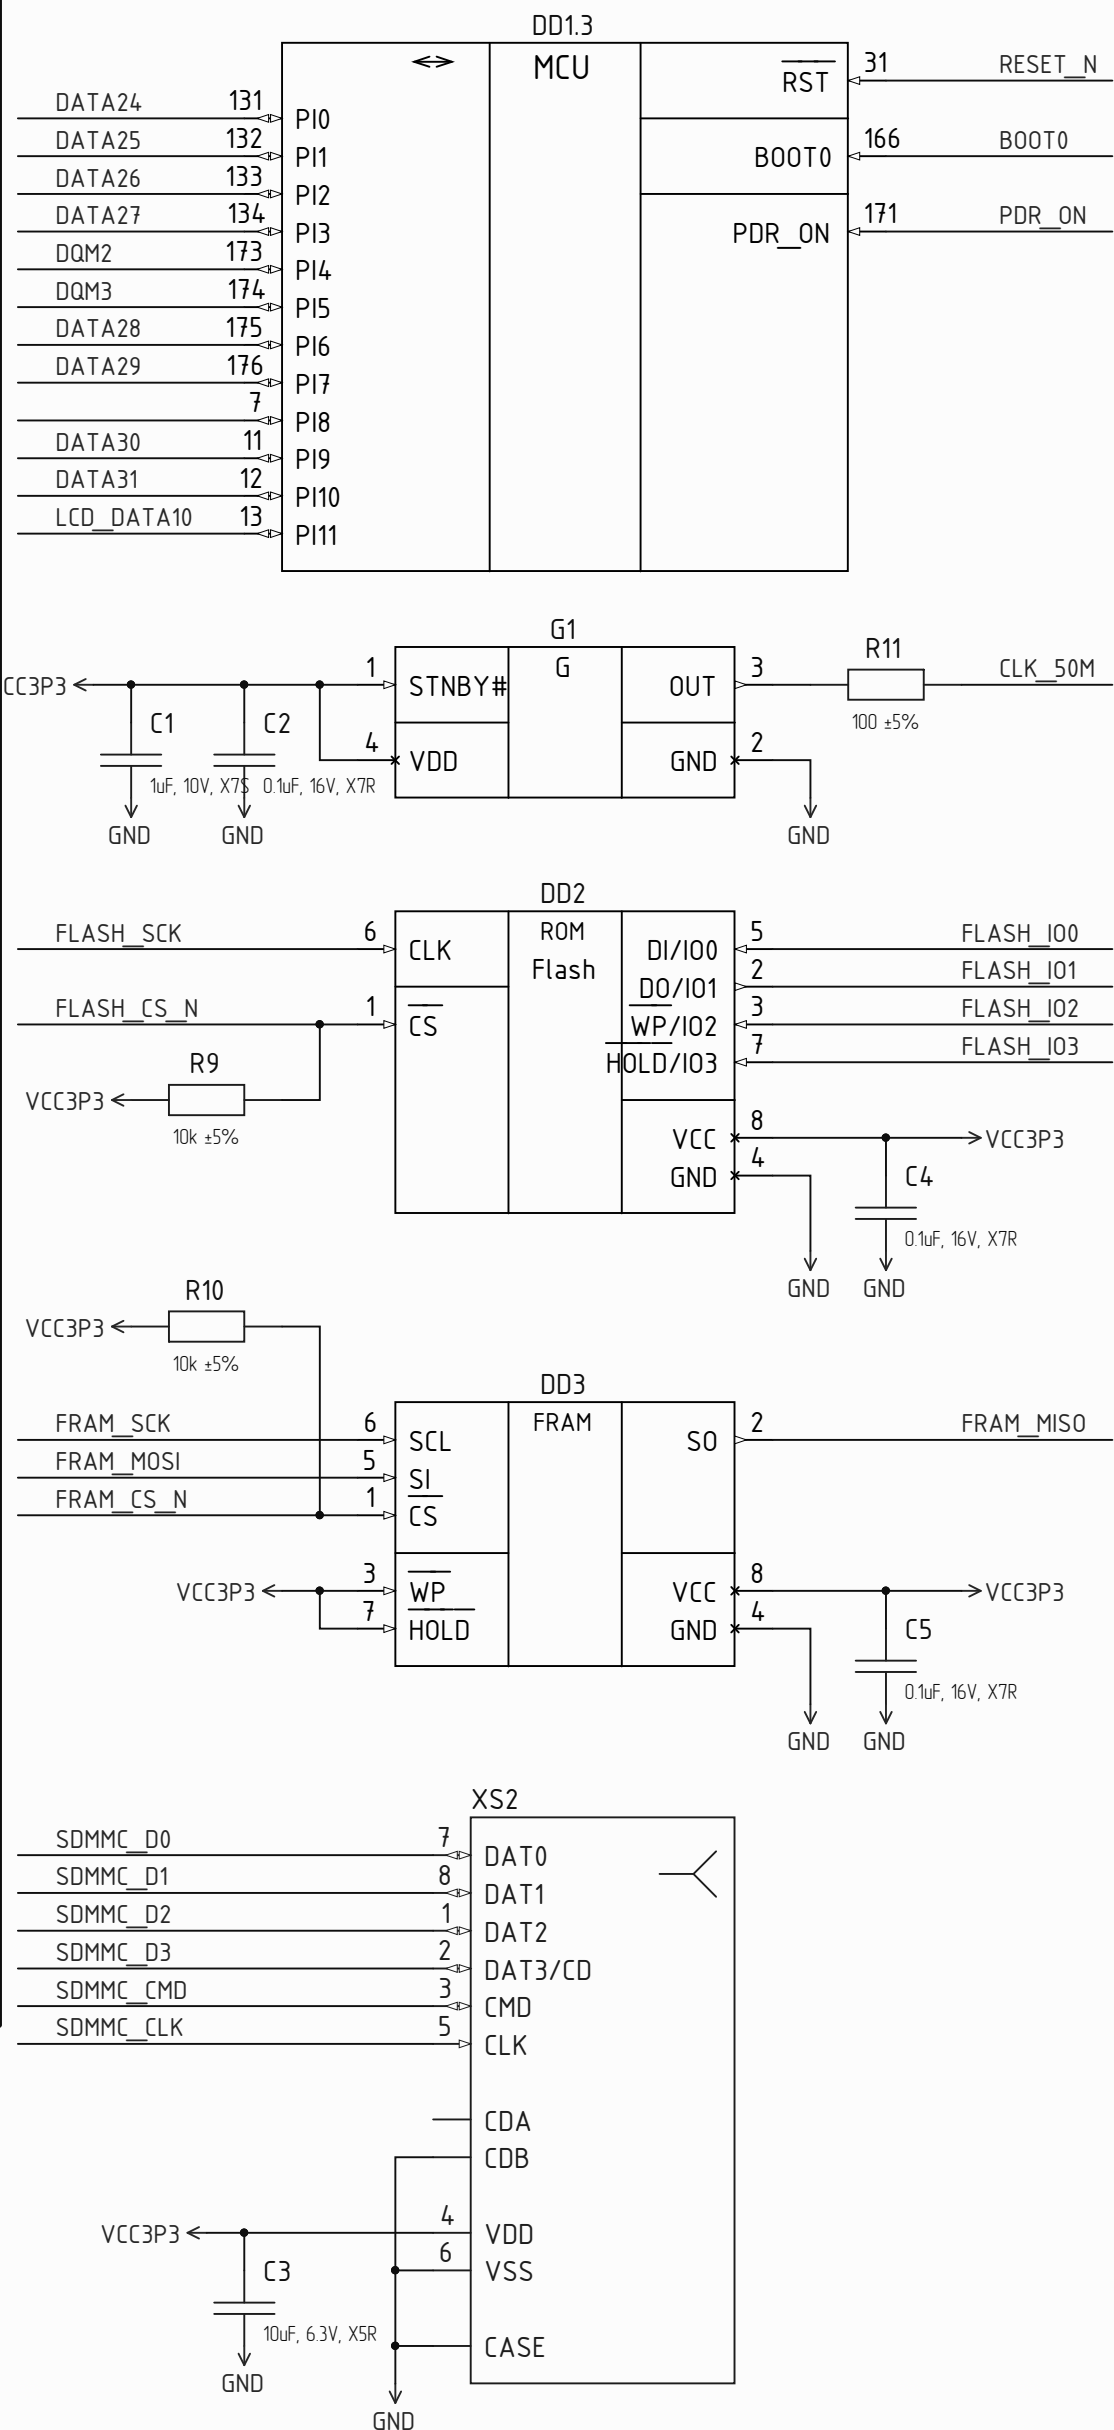 DD1.3
MCU
RST 31 RESET_N
DATA24 131 PI0
DATA25 132 PI1 BOOT0 166 BOOT0
DATA26 133 PI2
DATA27 134 PI3 PDR_ON 171 PDR_ON
DQM2 173 PI4
DQM3 174 PI5
DATA28 175 PI6
DATA29 176 PI7
7 PI8
DATA30 11 PI9
DATA31 12 PI10
LCD_DATA10 13 PI11
G1
CC3P3 1 STNBY# G OUT 3 R11 CLK_50M
100 ±5%
C1 C2
4 VDD GND 2
1uF, 10V, X7S 0.1uF, 16V, X7R
GND GND GND
DD2
FLASH_SCK 6 CLK ROM DI/IO0 5 FLASH_IO0
Flash
DO/IO1 2 FLASH_IO1
FLASH_CS_N 1 CS WP/IO2 3 FLASH_IO2
HOLD/IO3 7 FLASH_IO3
R9
VCC3P3
10k ±5%
VCC 8 VCC3P3
GND 4 C4
0.1uF, 16V, X7R
GND GND
R10
VCC3P3
10k ±5%
DD3
FRAM_SCK 6 SCL FRAM SO 2 FRAM_MISO
FRAM_MOSI 5 SI
FRAM_CS_N 1 CS
VCC3P3 3 WP VCC 8 VCC3P3
7 HOLD GND 4 C5
0.1uF, 16V, X7R
GND GND
XS2
SDMMC_D0 7 DAT0
SDMMC_D1 8 DAT1
SDMMC_D2 1 DAT2
SDMMC_D3 2 DAT3/CD
SDMMC_CMD 3 CMD
SDMMC_CLK 5 CLK
CDA
CDB
VCC3P3 4 VDD
C3 6 VSS
10uF, 6.3V, X5R
CASE
GND
GND